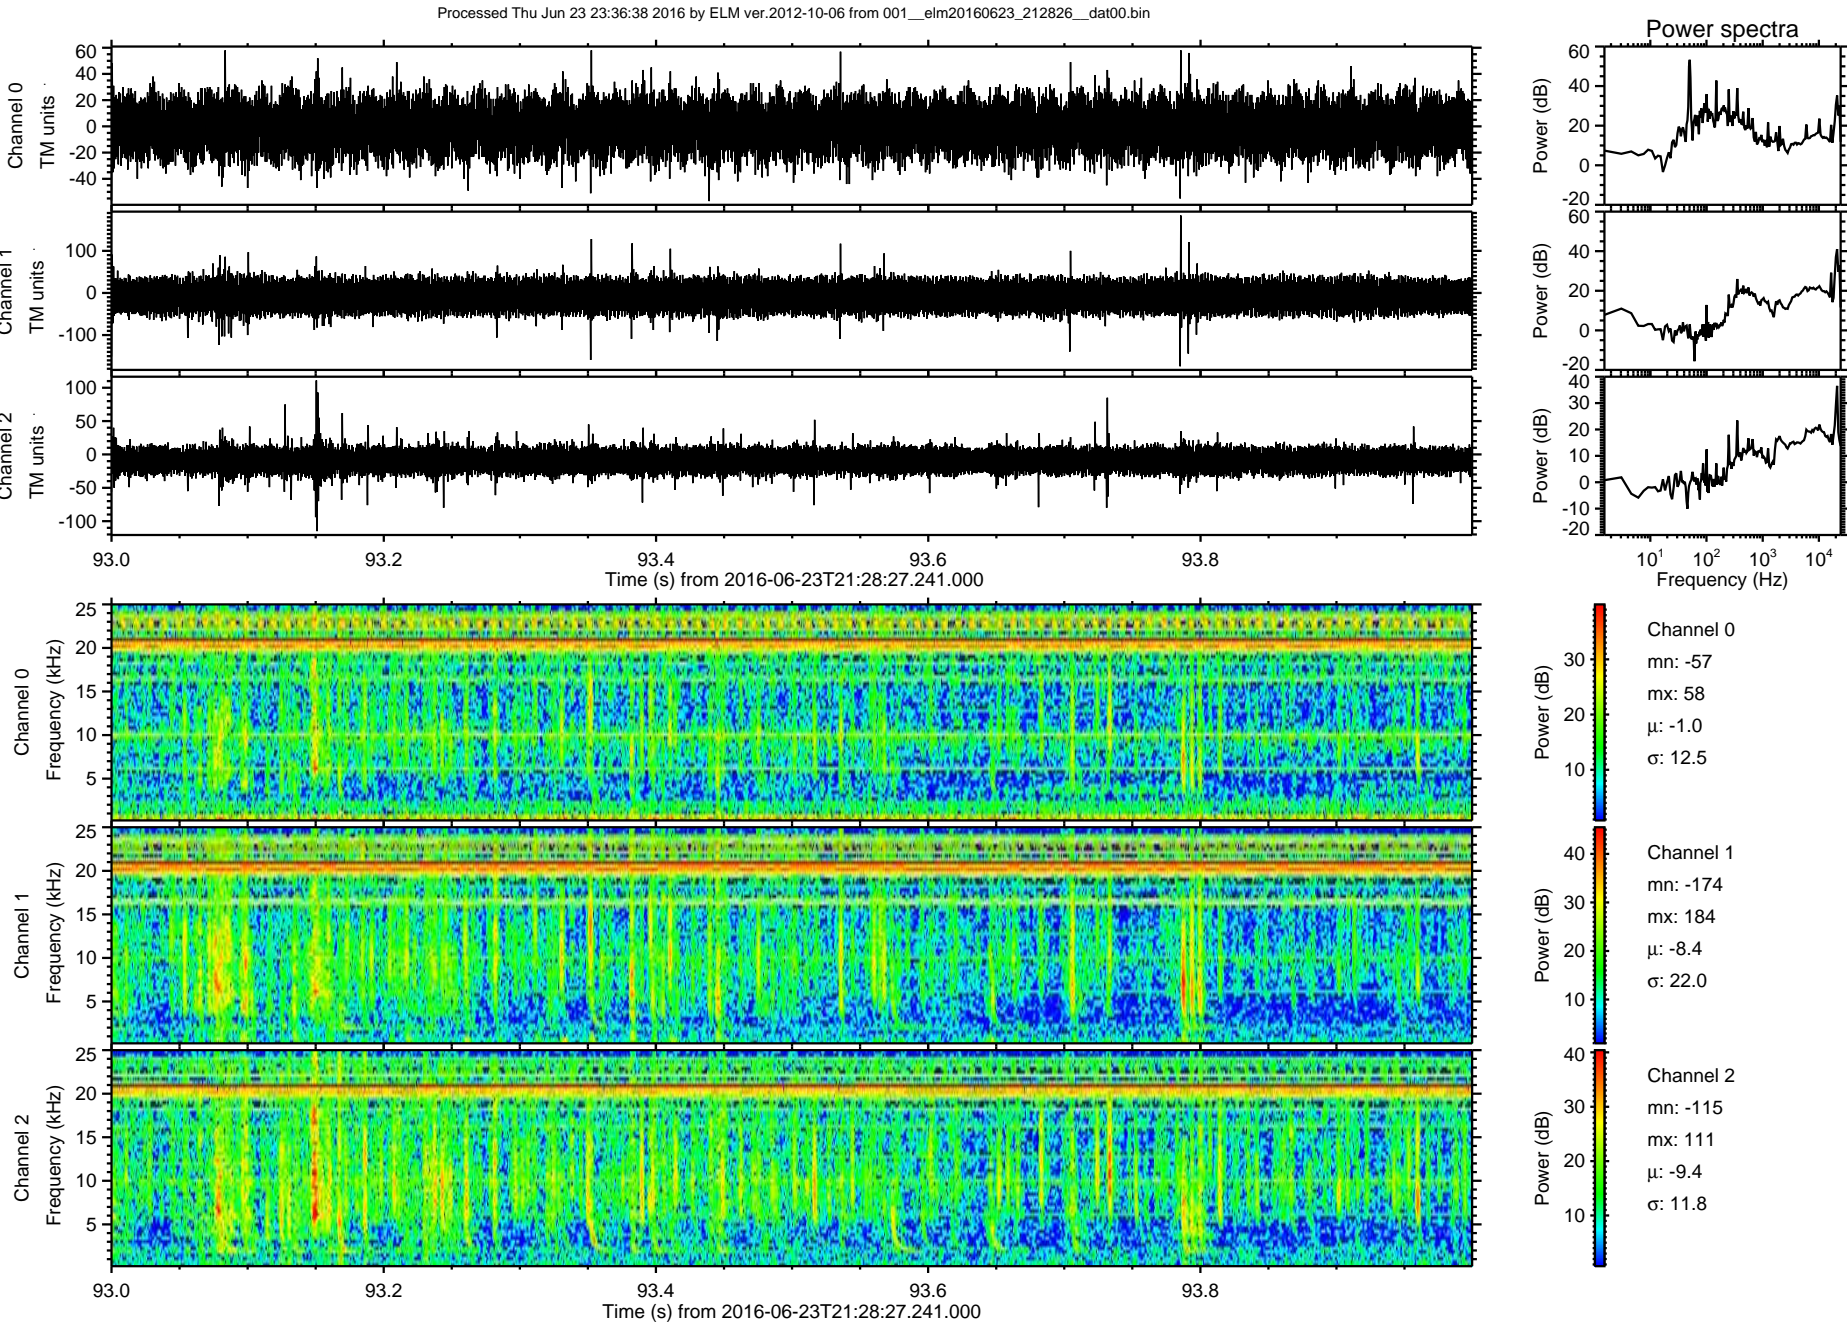 Processed Thu Jun 23 23:36:38 2016 by ELM ver.2012-10-06 from 001__elm20160623_212826__dat00.bin
Power spectra
Channel 0
TM units
60
40
20
0
-20
-40
Power (dB)
60
40
20
0
-20
Channel 1
TM units
100
0
-100
Power (dB)
60
40
20
0
-20
Channel 2
TM units
100
50
0
-50
-100
Power (dB)
40
30
20
10
0
-10
-20
93.0 93.2 93.4 93.6 93.8
Time (s) from 2016-06-23T21:28:27.241.000
10^1 10^2 10^3 10^4
Frequency (Hz)
Channel 0
Frequency (kHz)
25
20
15
10
5
Power (dB)
30
20
10
Channel 0
mn: -57
mx: 58
μ: -1.0
σ: 12.5
Channel 1
Frequency (kHz)
25
20
15
10
5
Power (dB)
40
30
20
10
Channel 1
mn: -174
mx: 184
μ: -8.4
σ: 22.0
Channel 2
Frequency (kHz)
25
20
15
10
5
Power (dB)
40
30
20
10
Channel 2
mn: -115
mx: 111
μ: -9.4
σ: 11.8
93.0 93.2 93.4 93.6 93.8
Time (s) from 2016-06-23T21:28:27.241.000